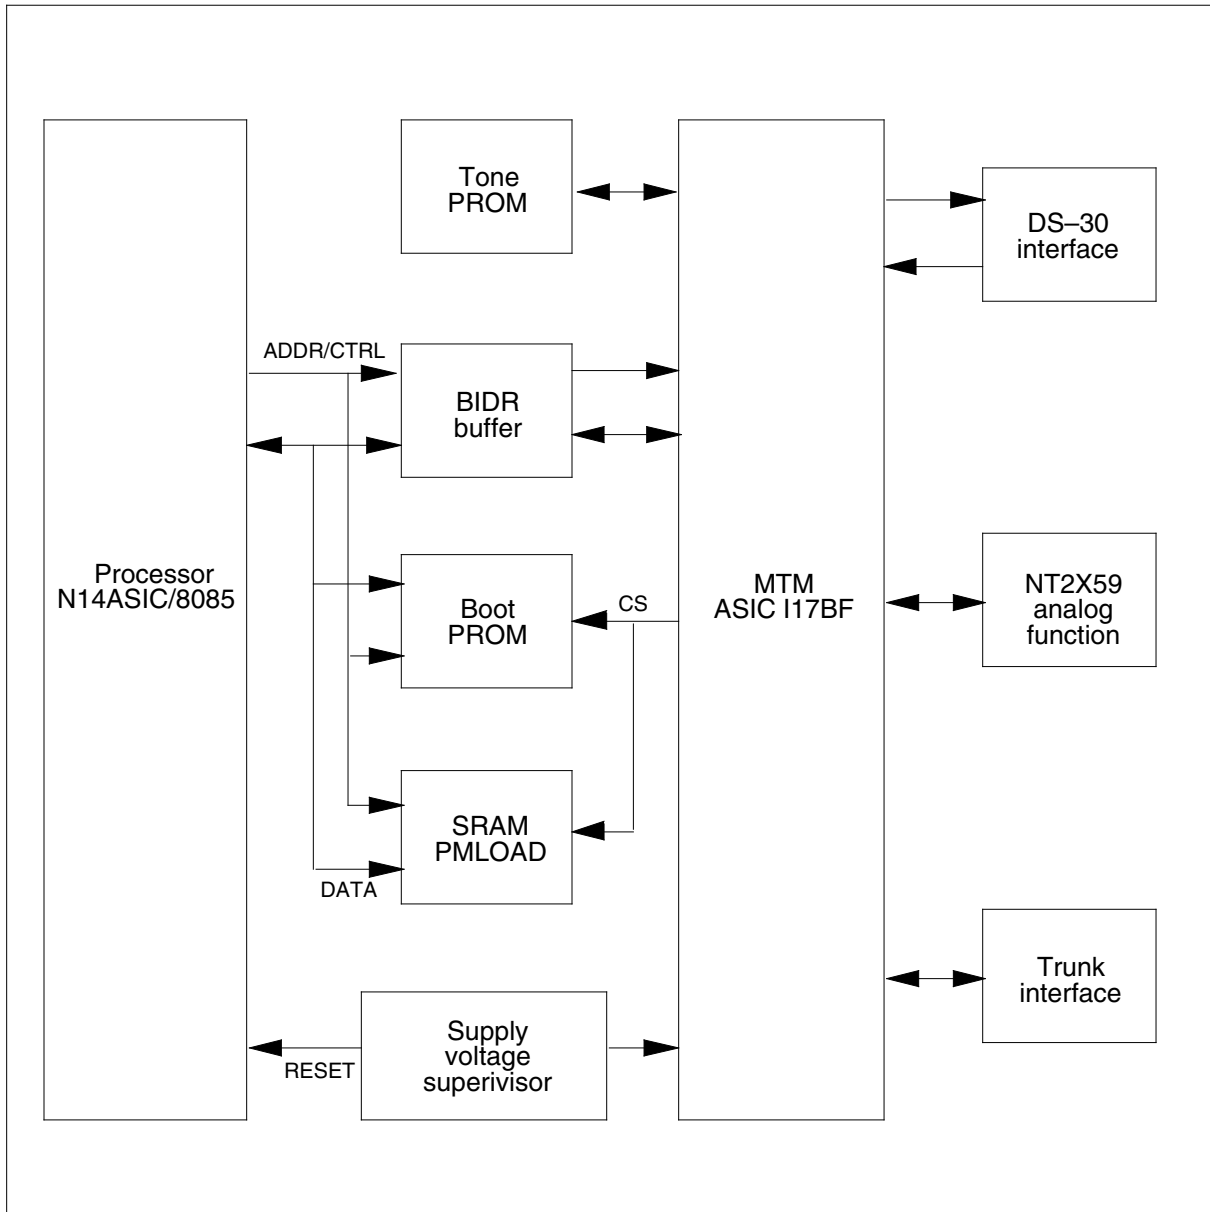 Tone
PROM
DS–30
interface
ADDR/CTRL
BIDR
buffer
Processor
N14ASIC/8085
Boot
PROM
CS
MTM
ASIC I17BF
NT2X59
analog
function
SRAM
PMLOAD
DATA
Trunk
interface
Supply
voltage
superivisor
RESET